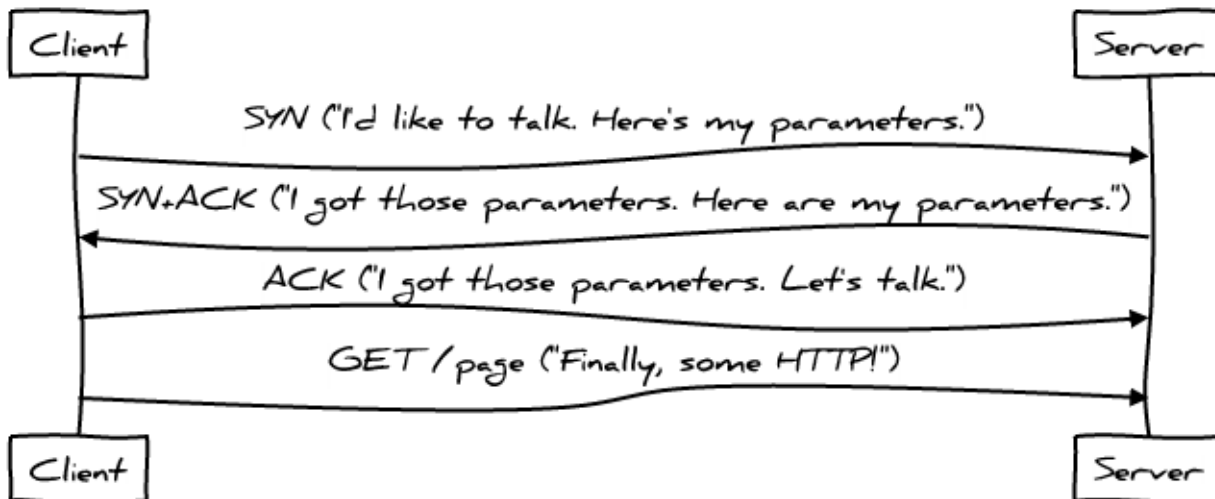 Client
Server
SYN ("I'd like to talk. Here's my parameters.")
SYN+ACK ("I got those parameters. Here are my parameters.")
ACK ("I got those parameters. Let's talk.")
GET /page ("Finally, some HTTP!")
Client
Server